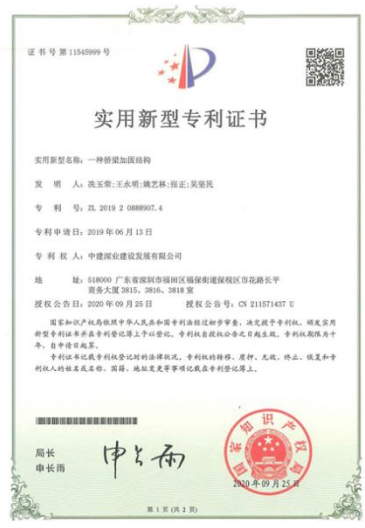 证书号第11545999号
实用新型专利证书
实用新型名称：一种桥梁加固结构
发 明 人：冼玉荣;王永明;姚艺林;张正;吴坚民
专 利 号：ZL 2019 2 0888907.4
专利申请日：2019年06月13日
专 利 权 人：中建深业建设发展有限公司
地 址：518000 广东省深圳市福田区福保街道保税区市花路长平
商务大厦3815、3816、3818室
授权公告日：2020年09月25日 授权公告号：CN 211571437 U
国家知识产权局依照中华人民共和国专利法经过初步审查，决定授予专利权，颁发实用
新型专利证书并在专利登记簿上予以登记。专利权自授权公告之日起生效。专利权期限为十
年，自申请日起算。
专利证书记载专利权登记时的法律状况。专利权的转移、质押、无效、终止、恢复和专
利权人的姓名或名称、国籍、地址变更等事项记载在专利登记簿上。
局长
申长雨
申长雨
国家知识产权局
2020年09月25日
第 1 页 (共 2 页)